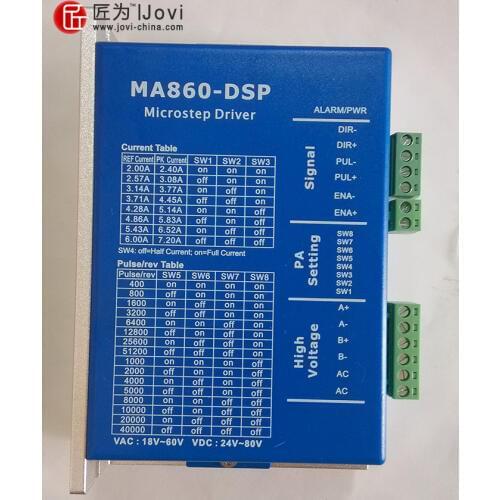 匠为™|Jovi
www.jovi-china.com
MA860-DSP
Microstep Driver
Current Table
REF Current PK Current SW1 SW2 SW3
2.00A 2.40A on on on
2.57A 3.08A off on on
3.14A 3.77A on off on
3.71A 4.45A off off on
4.28A 5.14A on on off
4.86A 5.83A off on off
5.43A 6.52A on off off
6.00A 7.20A off off off
SW4: off=Half Current; on=Full Current
Pulse/rev Table
Pulse/rev SW5 SW6 SW7 SW8
400 on on on on
800 off on on on
1600 on off on on
3200 off off on on
6400 on on off on
12800 off on off on
25600 on off off on
51200 off off off on
1000 on on on off
2000 off on on off
4000 on off on off
5000 off off on off
8000 on on off off
10000 off on off off
20000 on off off off
40000 off off off off
VAC : 18V~60V VDC : 24V~80V
ALARM/PWR
Signal
DIR-
DIR+
PUL-
PUL+
ENA-
ENA+
PA
Setting
SW8
SW7
SW6
SW5
SW4
SW3
SW2
SW1
High
Voltage
A+
A-
B+
B-
AC
AC